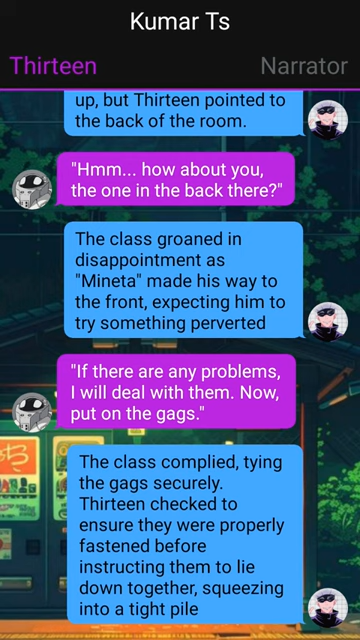 Kumar Ts
Thirteen
Narrator
up, but Thirteen pointed to
the back of the room.
"Hmm... how about you,
the one in the back there?"
The class groaned in
disappointment as
"Mineta" made his way to
the front, expecting him to
try something perverted
"If there are any problems,
I will deal with them. Now,
put on the gags."
The class complied, tying
the gags securely.
Thirteen checked to
ensure they were properly
fastened before
instructing them to lie
down together, squeezing
into a tight pile